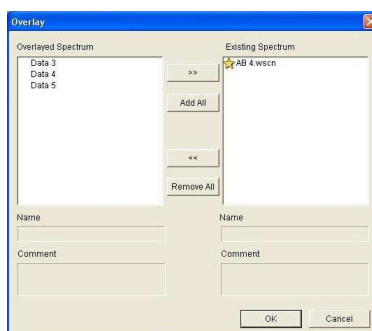 Overlay
Overlayed Spectrum
Existing Spectrum
Data 3
Data 4
Data 5
AB 4.wscn
>>
Add All
<<
Remove All
Name
Name
Comment
Comment
OK
Cancel